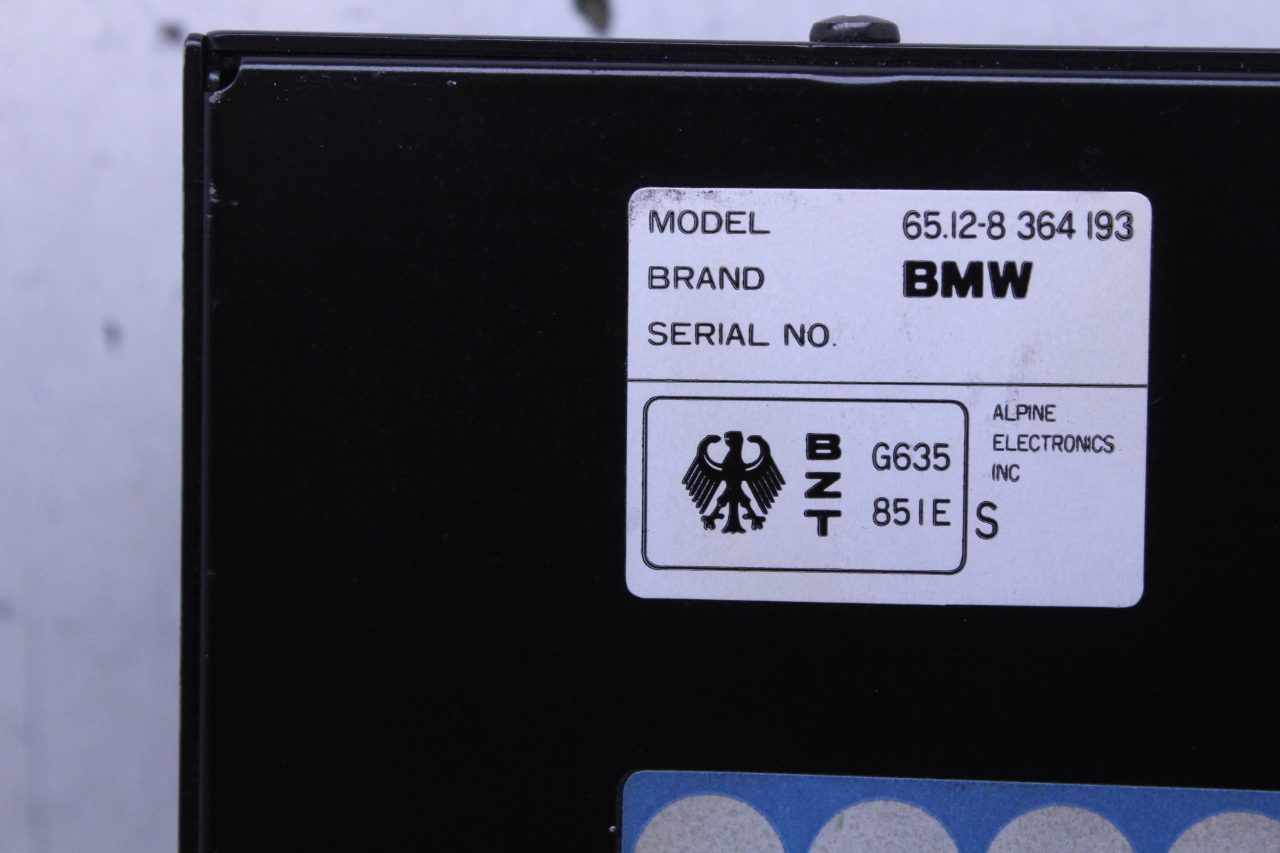 MODEL 65.12-8 364 193
BRAND BMW
SERIAL NO.
BZT G635
851E S
ALPINE
ELECTRONICS
INC